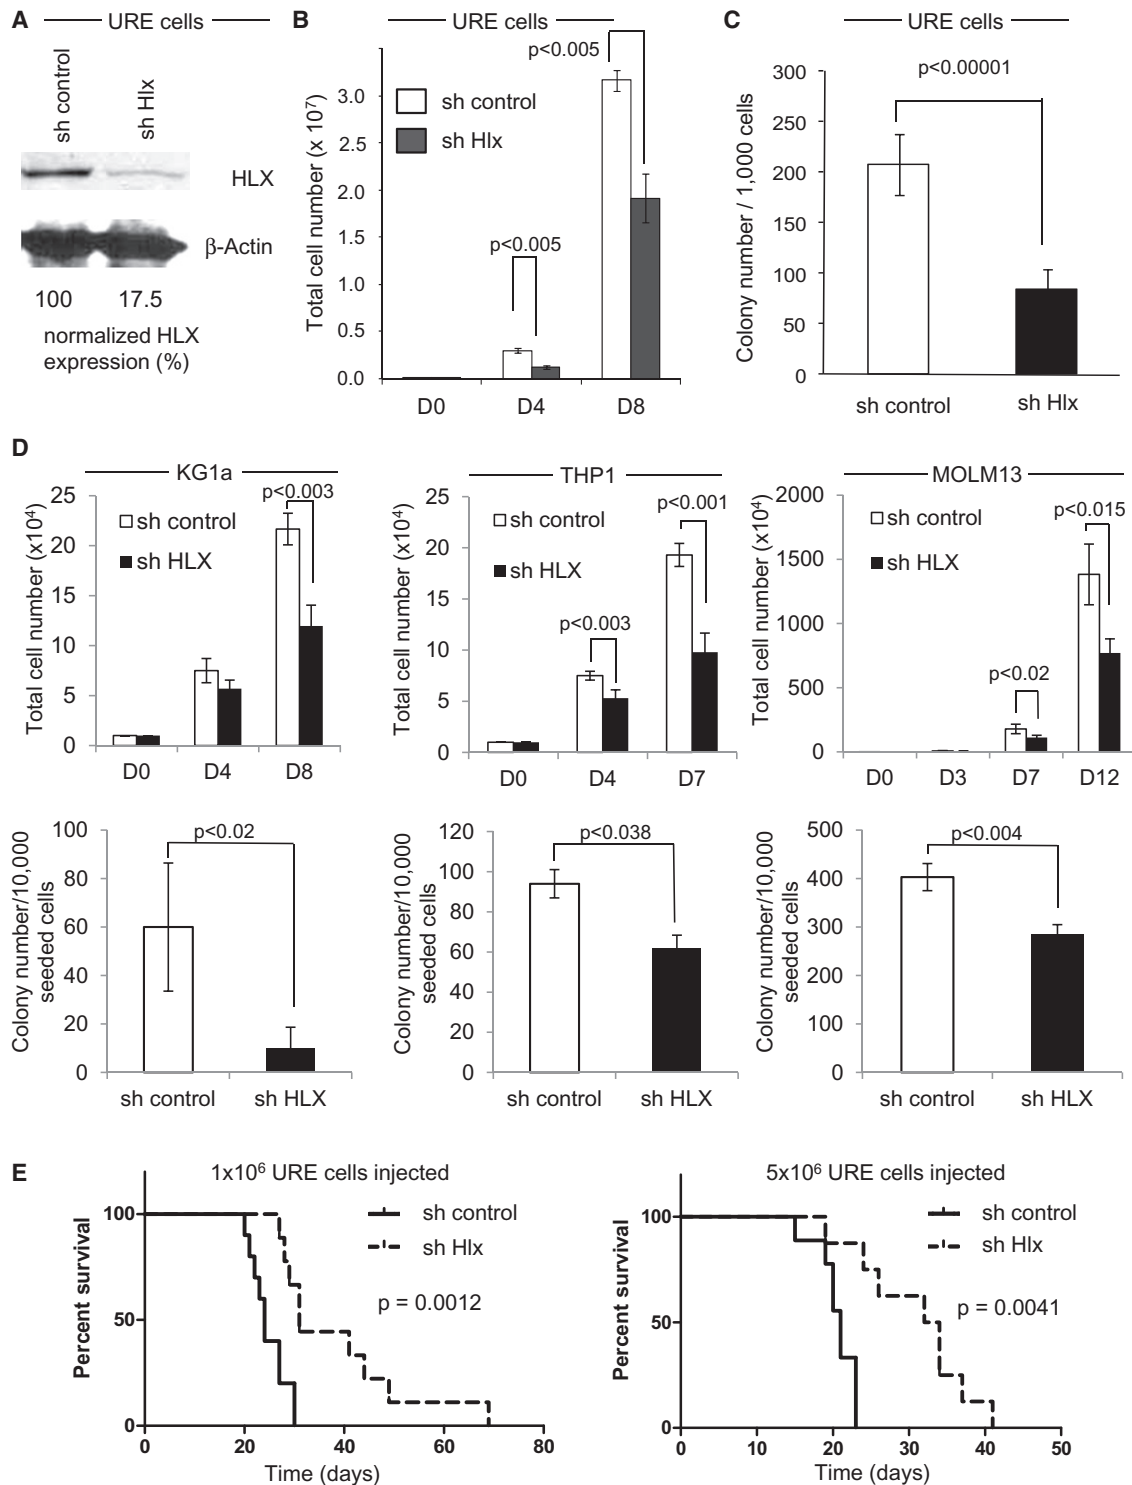 A
URE cells
sh control
sh Hlx
HLX
β-Actin
100
17.5
normalized HLX
expression (%)
B
URE cells
p<0.005
sh control
sh Hlx
p<0.005
Total cell number (x 10⁷)
3.0
2.5
2.0
1.5
1.0
0.5
0.0
D0
D4
D8
C
URE cells
p<0.00001
Colony number / 1,000 cells
300
250
200
150
100
50
0
sh control
sh Hlx
D
KG1a
Total cell number (x10⁴)
25
20
15
10
5
0
sh control
sh HLX
p<0.003
D0
D4
D8
THP1
Total cell number (x10⁴)
25
20
15
10
5
0
sh control
sh HLX
p<0.003
p<0.001
D0
D4
D7
MOLM13
Total cell number (x10⁴)
2000
1500
1000
500
0
sh control
sh HLX
p<0.02
p<0.015
D0
D3
D7
D12
Colony number/10,000
seeded cells
100
80
60
40
20
0
p<0.02
sh control
sh HLX
Colony number/10,000
seeded cells
120
100
80
60
40
20
0
p<0.038
sh control
sh HLX
Colony number/10,000
seeded cells
500
400
300
200
100
0
p<0.004
sh control
sh HLX
E
1x10⁶ URE cells injected
sh control
sh Hlx
p = 0.0012
Percent survival
100
50
0
0
20
40
60
80
Time (days)
5x10⁶ URE cells injected
sh control
sh Hlx
p = 0.0041
Percent survival
100
50
0
0
10
20
30
40
50
Time (days)